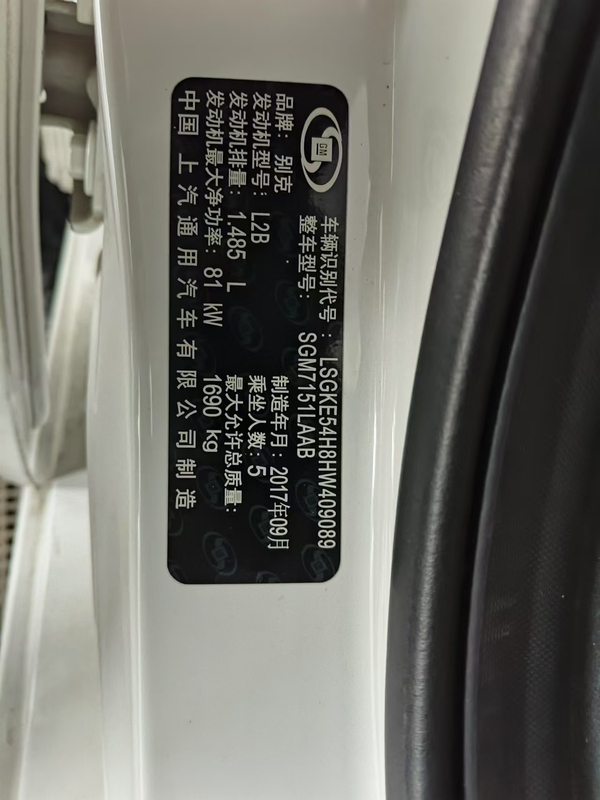 GM
车辆识别代号：LSGKE54H8HW409089
整车型号：SGM7151LAAB
品牌：别克 制造年月：2017年09月
发动机型号：L2B 乘坐人数：5
发动机排量：1.485 L 最大允许总质量：
发动机最大净功率：81 kW 1690 kg
中国 上汽通用汽车有限公司制造